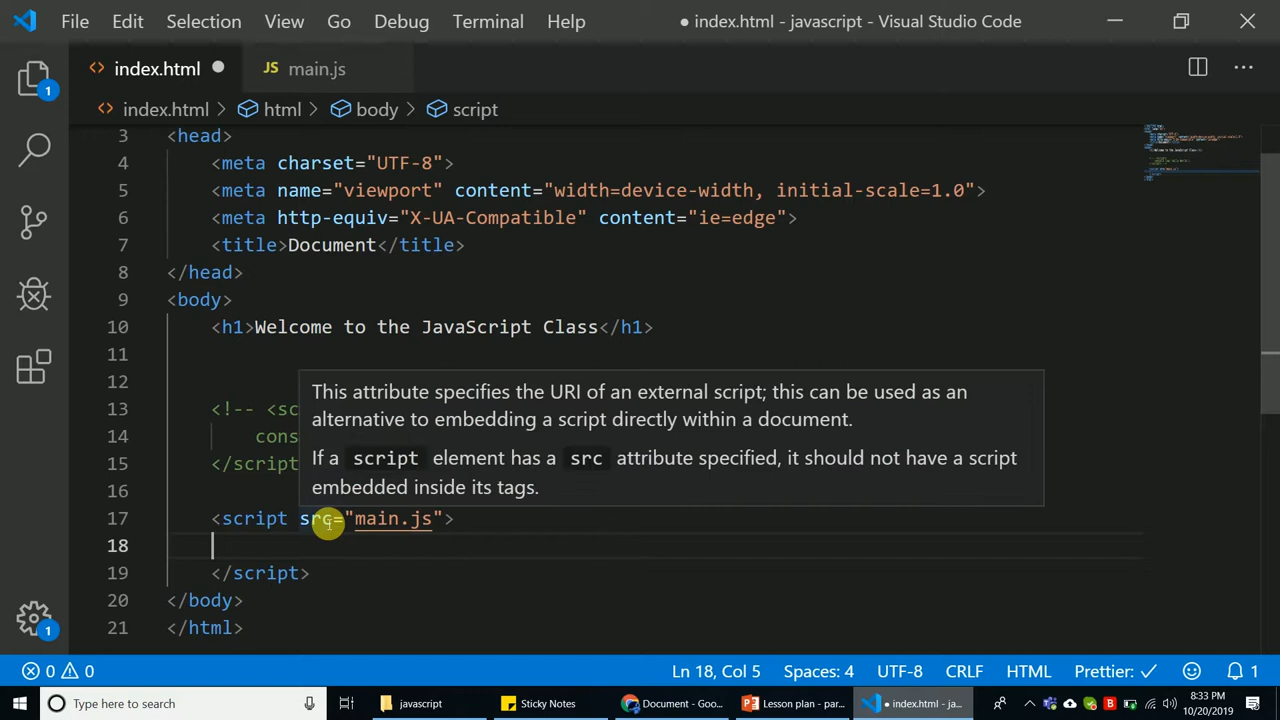 File Edit Selection View Go Debug Terminal Help ● index.html - javascript - Visual Studio Code
<> index.html ● JS main.js
<> index.html > html > body > script
3 <head>
4 <meta charset="UTF-8">
5 <meta name="viewport" content="width=device-width, initial-scale=1.0">
6 <meta http-equiv="X-UA-Compatible" content="ie=edge">
7 <title>Document</title>
8 </head>
9 <body>
10 <h1>Welcome to the JavaScript Class</h1>
11
12
This attribute specifies the URI of an external script; this can be used as an
alternative to embedding a script directly within a document.
If a script element has a src attribute specified, it should not have a script
embedded inside its tags.
13 <!-- <sc
14 cons
15 </script
16
17 <script src="main.js">
18
19 </script>
20 </body>
21 </html>
1
1
0 0 Ln 18, Col 5 Spaces: 4 UTF-8 CRLF HTML Prettier: ✓ 1
Type here to search javascript Sticky Notes Document - Goo... Lesson plan - par... ● index.html - ja... 8:33 PM
10/20/2019